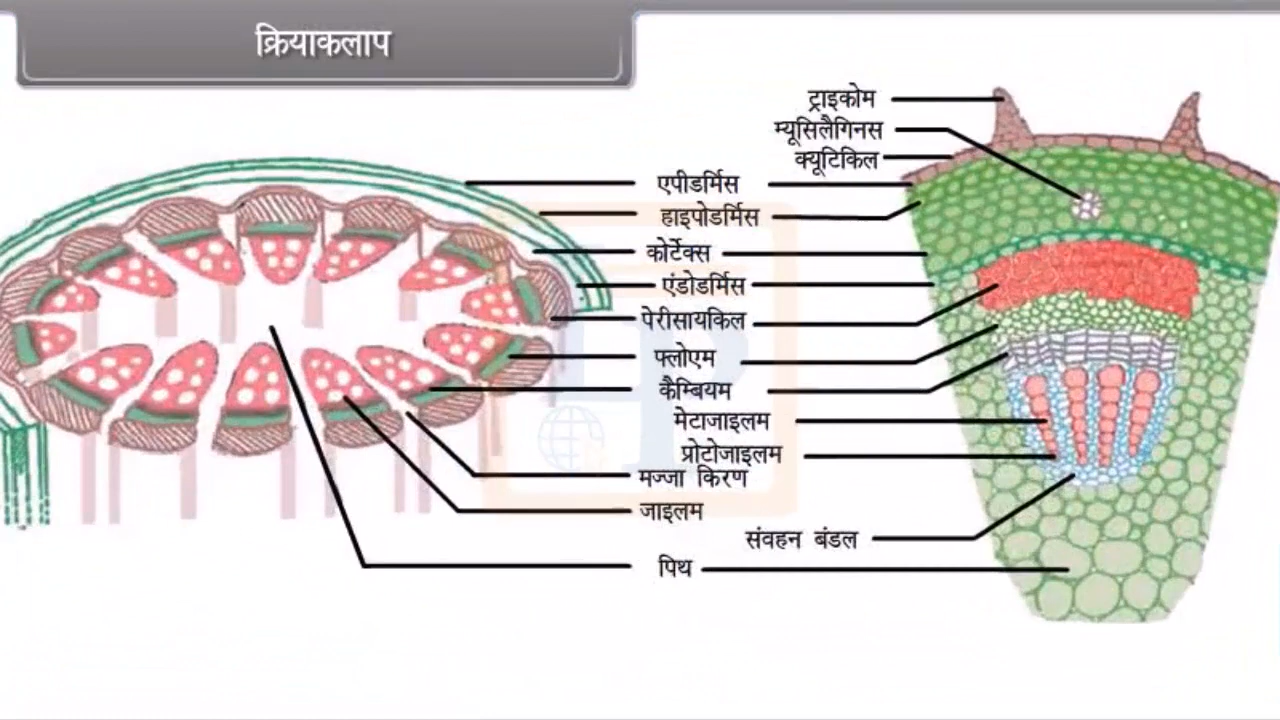 क्रियाकलाप
ट्राइकोम
म्यूसिलैगिनस
क्यूटिकिल
एपीडर्मिस
हाइपोडर्मिस
कोर्टेक्स
एंडोडर्मिस
पेरीसायकिल
फ्लोएम
कैम्बियम
मेटाजाइलम
प्रोटोजाइलम
मज्जा किरण
जाइलम
संवहन बंडल
पिथ